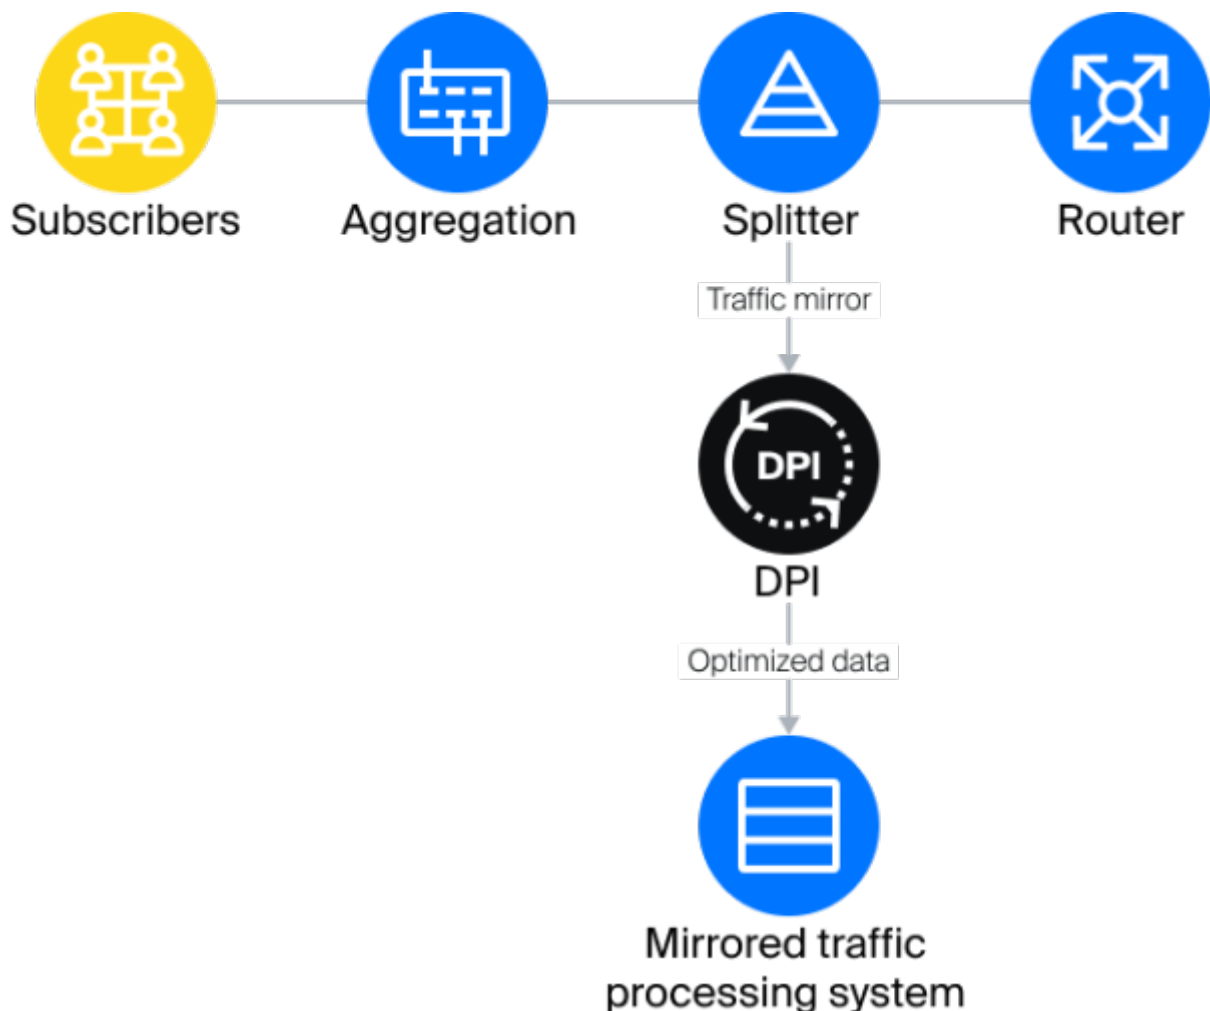 Subscribers
Aggregation
Splitter
Router
Traffic mirror
DPI
DPI
Optimized data
Mirrored traffic
processing system